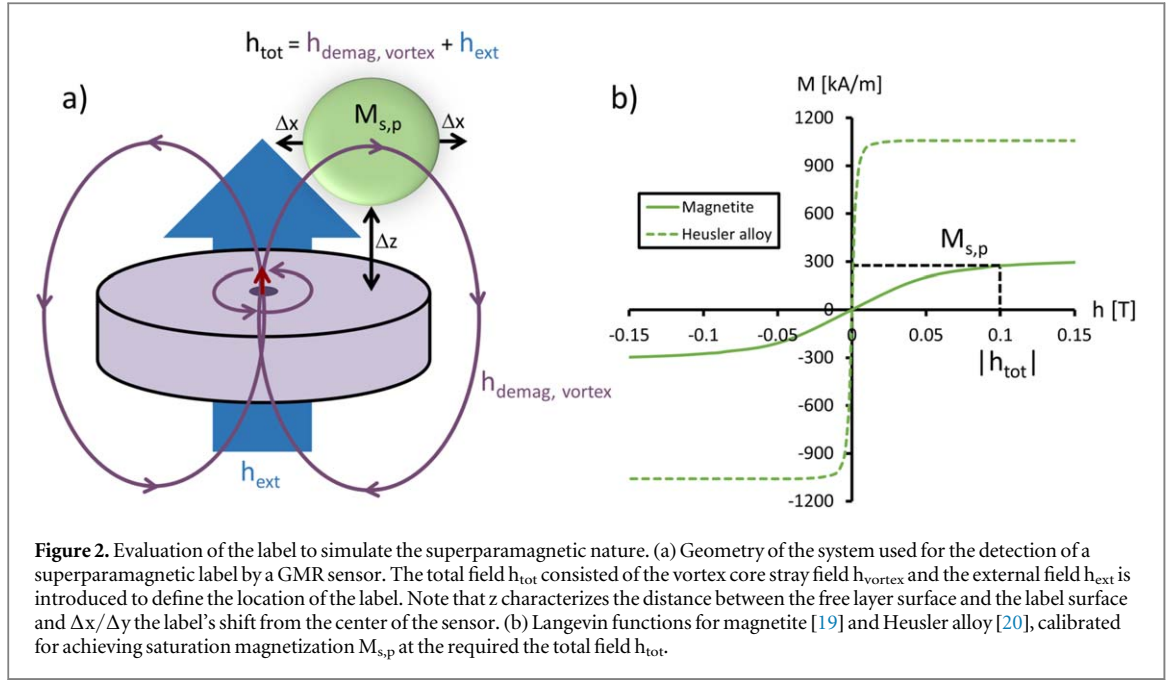 h_tot = h_demag, vortex + h_ext
a)
M_s,p
Δx
Δx
Δz
h_demag, vortex
h_ext
b)
M [kA/m]
1200
900
600
300
0
-300
-600
-900
-1200
Magnetite
Heusler alloy
M_s,p
h [T]
-0.15
-0.1
-0.05
0
0.05
0.1
0.15
|h_tot|
Figure 2. Evaluation of the label to simulate the superparamagnetic nature. (a) Geometry of the system used for the detection of a
superparamagnetic label by a GMR sensor. The total field h_tot consisted of the vortex core stray field h_vortex and the external field h_ext is
introduced to define the location of the label. Note that z characterizes the distance between the free layer surface and the label surface
and Δx/Δy the label's shift from the center of the sensor. (b) Langevin functions for magnetite [19] and Heusler alloy [20], calibrated
for achieving saturation magnetization M_s,p at the required the total field h_tot.